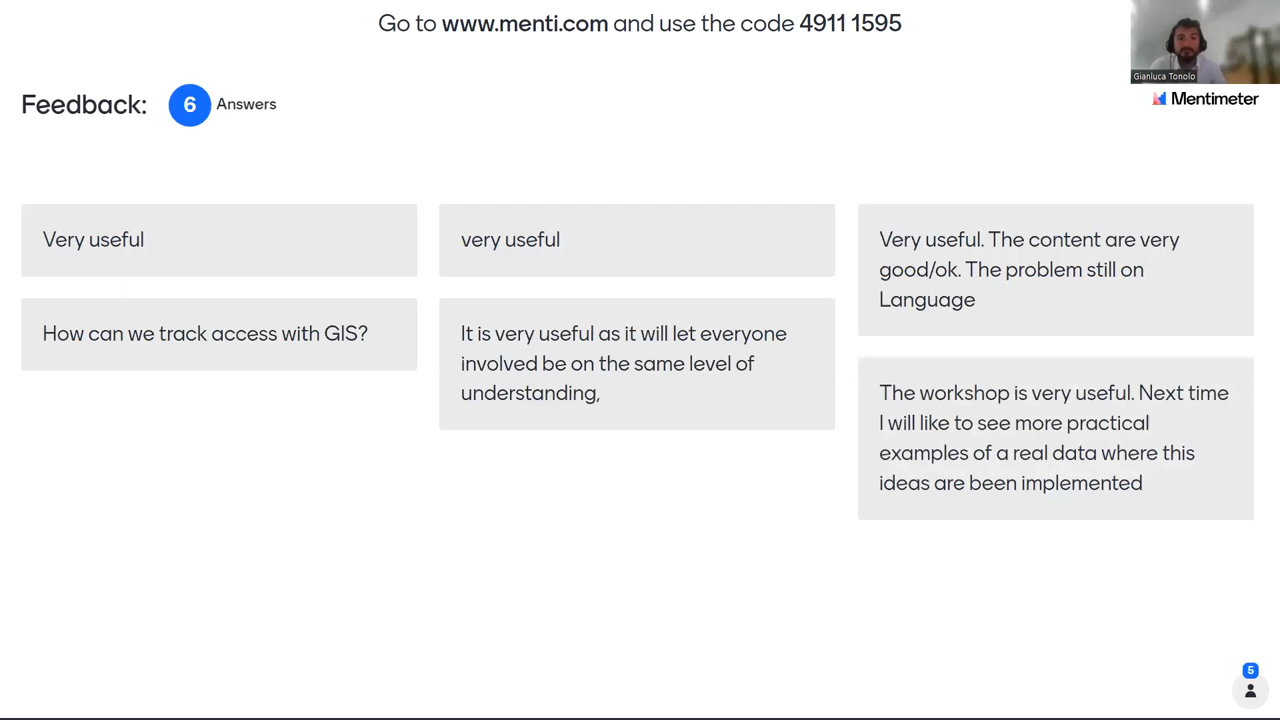 Go to www.menti.com and use the code 4911 1595
Gianluca Tonolo
Mentimeter
Feedback:
6
Answers
Very useful
How can we track access with GIS?
very useful
It is very useful as it will let everyone
involved be on the same level of
understanding,
Very useful. The content are very
good/ok. The problem still on
Language
The workshop is very useful. Next time
I will like to see more practical
examples of a real data where this
ideas are been implemented
5